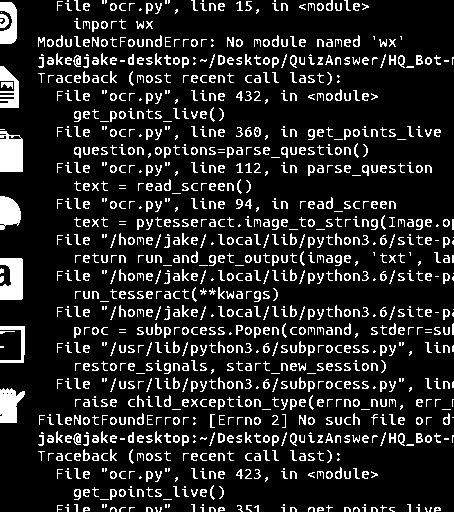 File "ocr.py", line 15, in <module>
import wx
ModuleNotFoundError: No module named 'wx'
jake@jake-desktop:~/Desktop/QuizAnswer/HQ_Bot-
Traceback (most recent call last):
File "ocr.py", line 432, in <module>
get_points_live()
File "ocr.py", line 360, in get_points_live
question,options=parse_question()
File "ocr.py", line 112, in parse_question
text = read_screen()
File "ocr.py", line 94, in read_screen
text = pytesseract.image_to_string(Image.op
File "/home/jake/.local/lib/python3.6/site-pa
return run_and_get_output(image, 'txt', lan
File "/home/jake/.local/lib/python3.6/site-pa
run_tesseract(**kwargs)
File "/home/jake/.local/lib/python3.6/site-pa
proc = subprocess.Popen(command, stderr=sub
File "/usr/lib/python3.6/subprocess.py", line
restore_signals, start_new_session)
File "/usr/lib/python3.6/subprocess.py", line
raise child_exception_type(errno_num, err_m
FileNotFoundError: [Errno 2] No such file or d
jake@jake-desktop:~/Desktop/QuizAnswer/HQ_Bot-
Traceback (most recent call last):
File "ocr.py", line 423, in <module>
get_points_live()
File "ocr.py", line 351, in get_points_live